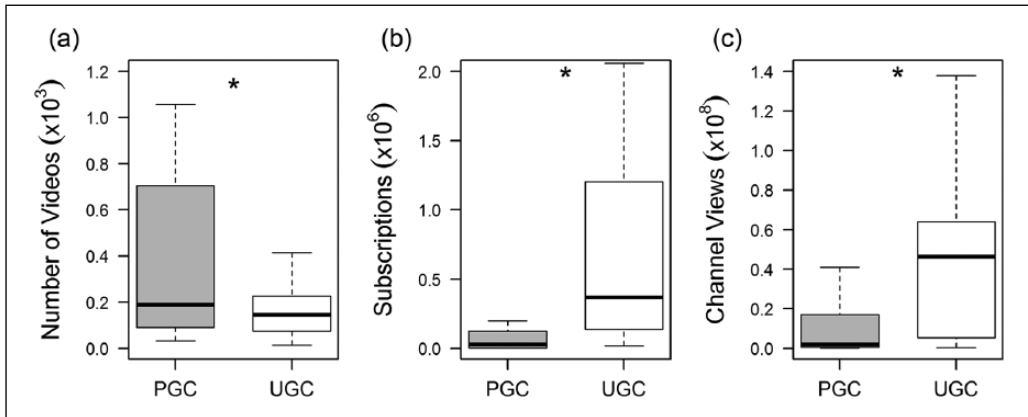 (a)
Number of Videos (x10³)
1.2
1.0
0.8
0.6
0.4
0.2
0.0
*
PGC
UGC
(b)
Subscriptions (x10⁶)
2.0
1.5
1.0
0.5
0.0
*
PGC
UGC
(c)
Channel Views (x10⁸)
1.4
1.2
1.0
0.8
0.6
0.4
0.2
0.0
*
PGC
UGC